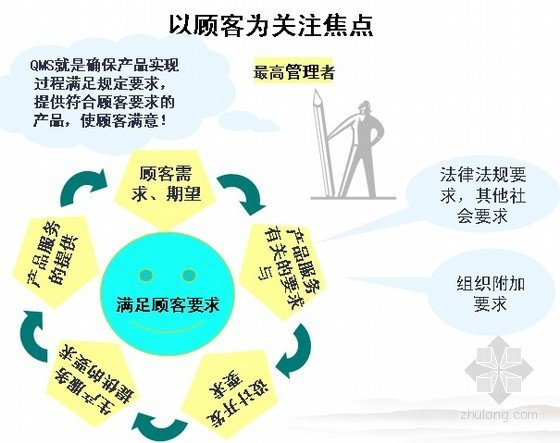 以顾客为关注焦点
QMS就是确保产品实现
过程满足规定要求，
提供符合顾客要求的
产品，使顾客满意！
最高管理者
顾客需
求、期望
与产品服务
有关的要求
设计开发
要求
生产服务
提供的要求
产品服务
的提供
满足顾客要求
法律法规要
求，其他社
会要求
组织附加
要求
zhulong.com